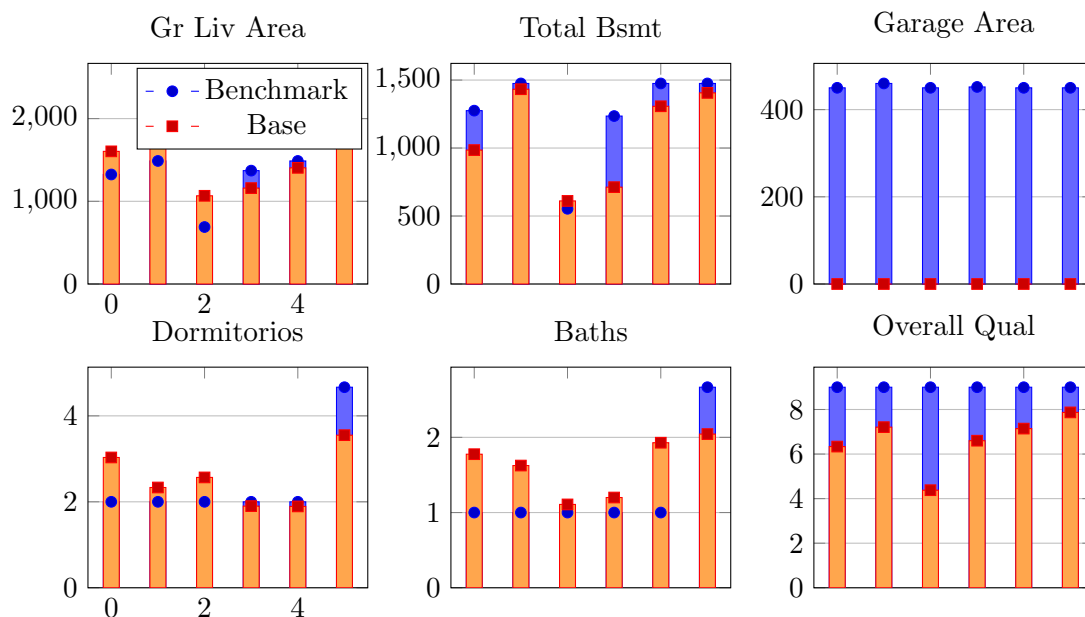 Gr Liv Area
2,000
1,000
0
0 2 4
Benchmark
Base
Total Bsmt
1,500
1,000
500
0
Garage Area
400
200
0
Dormitorios
4
2
0
0 2 4
Baths
2
1
0
Overall Qual
8
6
4
2
0